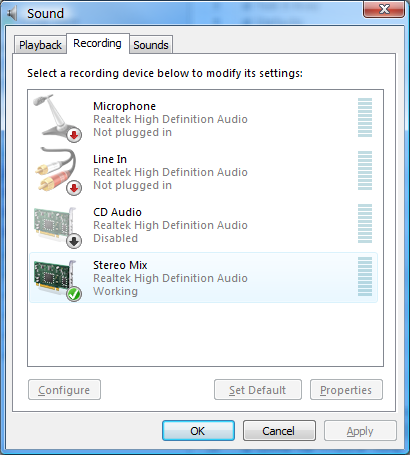 Sound
Playback Recording Sounds
Select a recording device below to modify its settings:
Microphone
Realtek High Definition Audio
Not plugged in
Line In
Realtek High Definition Audio
Not plugged in
CD Audio
Realtek High Definition Audio
Disabled
Stereo Mix
Realtek High Definition Audio
Working
Configure Set Default Properties
OK Cancel Apply